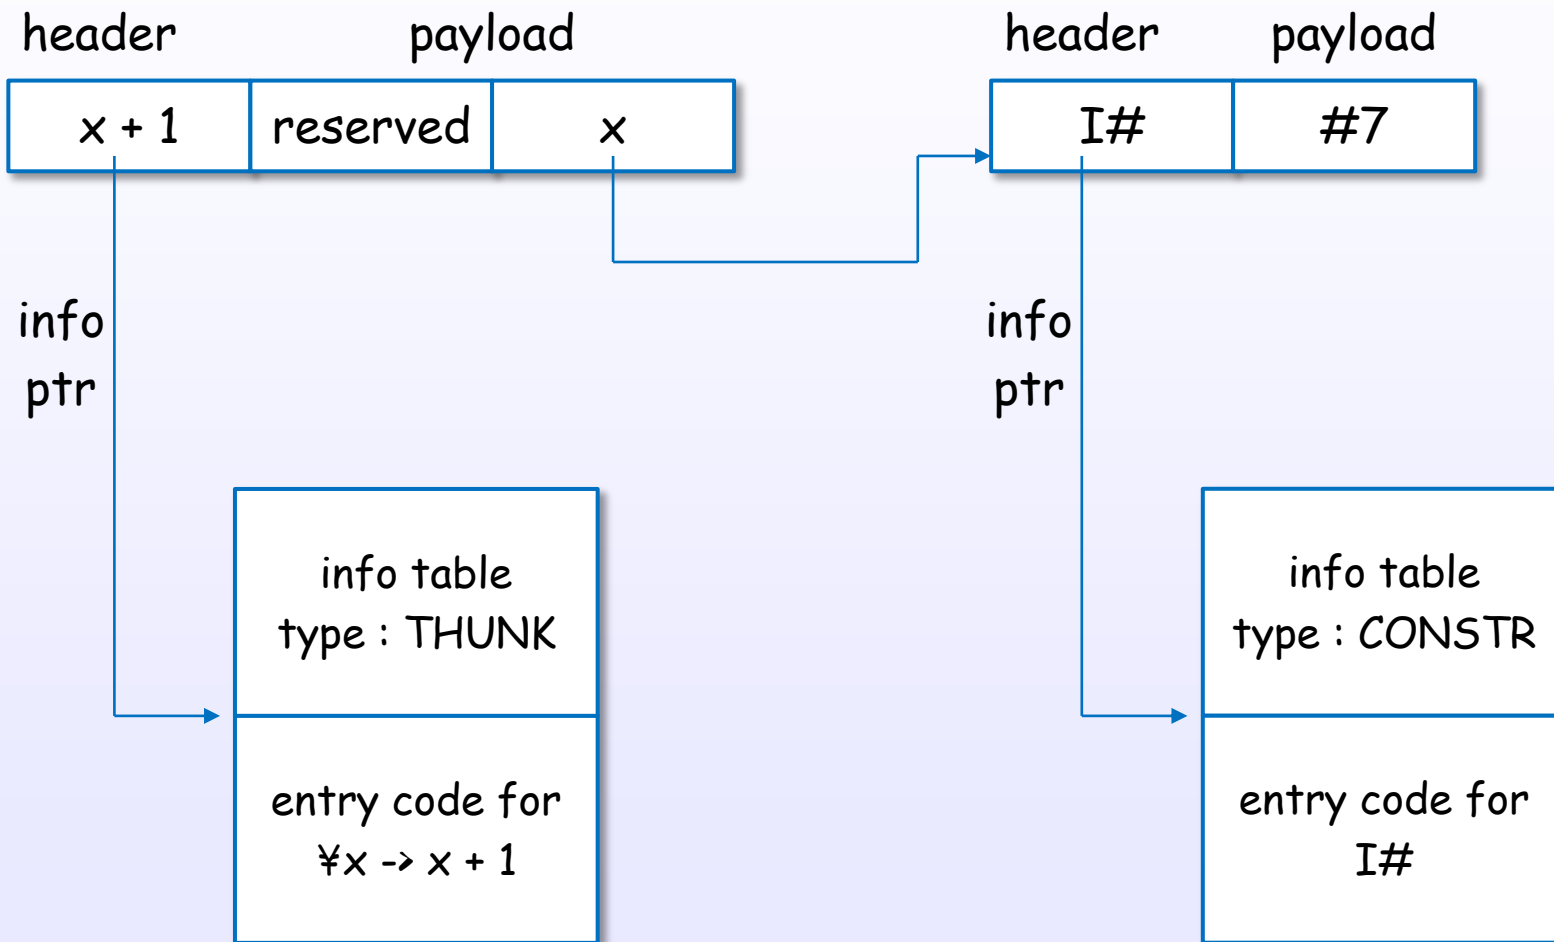 header
payload
header
payload
x + 1
reserved
x
I#
#7
info
ptr
info
ptr
info table
type : THUNK
info table
type : CONSTR
entry code for
¥x -> x + 1
entry code for
I#